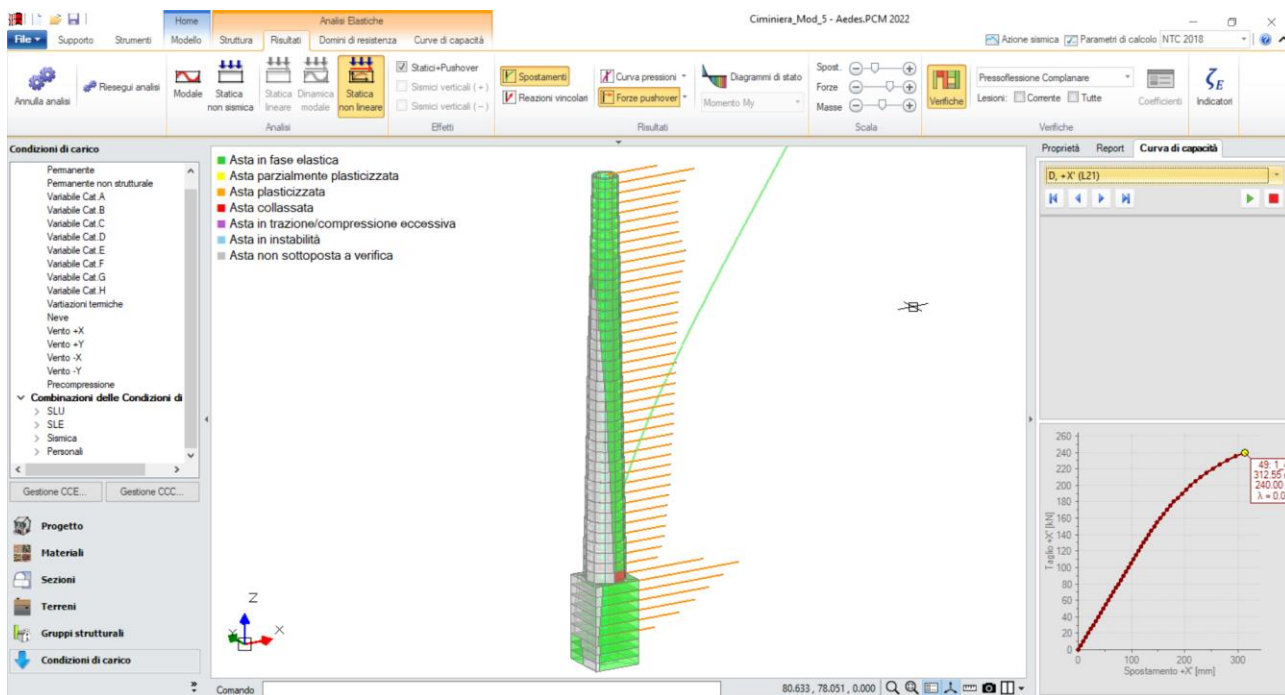 Ciminiera_Mod_5 - Aedes.PCM 2022
Home
Analisi Elastiche
File
Supporto
Strumenti
Modello
Struttura
Risultati
Domini di resistenza
Curve di capacità
Azione sismica
Parametri di calcolo
NTC 2018
Annulla analisi
Riesegui analisi
Modale
Statica non sismica
Statica lineare
Dinamica modale
Statica non lineare
Analisi
Statici+Pushover
Sismici verticali (+)
Sismici verticali (−)
Effetti
Spostamenti
Reazioni vincolari
Curva pressioni
Forze pushover
Diagrammi di stato
Momento My
Risultati
Spost.
Forze
Masse
Scala
Verifiche
Pressoflessione Complanare
Lesioni:
Corrente
Tutte
Coefficienti
Verifiche
ζE
Indicatori
Condizioni di carico
Permanente
Permanente non strutturale
Variabile Cat.A
Variabile Cat.B
Variabile Cat.C
Variabile Cat.D
Variabile Cat.E
Variabile Cat.F
Variabile Cat.G
Variabile Cat.H
Vartiazioni termiche
Neve
Vento +X
Vento +Y
Vento -X
Vento -Y
Precompressione
Combinazioni delle Condizioni di
SLU
SLE
Sismica
Personali
Gestione CCE...
Gestione CCC...
Progetto
Materiali
Sezioni
Terreni
Gruppi strutturali
Condizioni di carico
Asta in fase elastica
Asta parzialmente plasticizzata
Asta plasticizzata
Asta collassata
Asta in trazione/compressione eccessiva
Asta in instabilità
Asta non sottoposta a verifica
Z
Y
X
Comando
80.633 , 78.051 , 0.000
Proprietà
Report
Curva di capacità
D, +X' (L21)
260
240
220
200
180
160
140
120
100
80
60
40
20
0
Taglio +X' [kN]
0
100
200
300
Spostamento +X' [mm]
49: 1
312.55
240.00
λ = 0.0